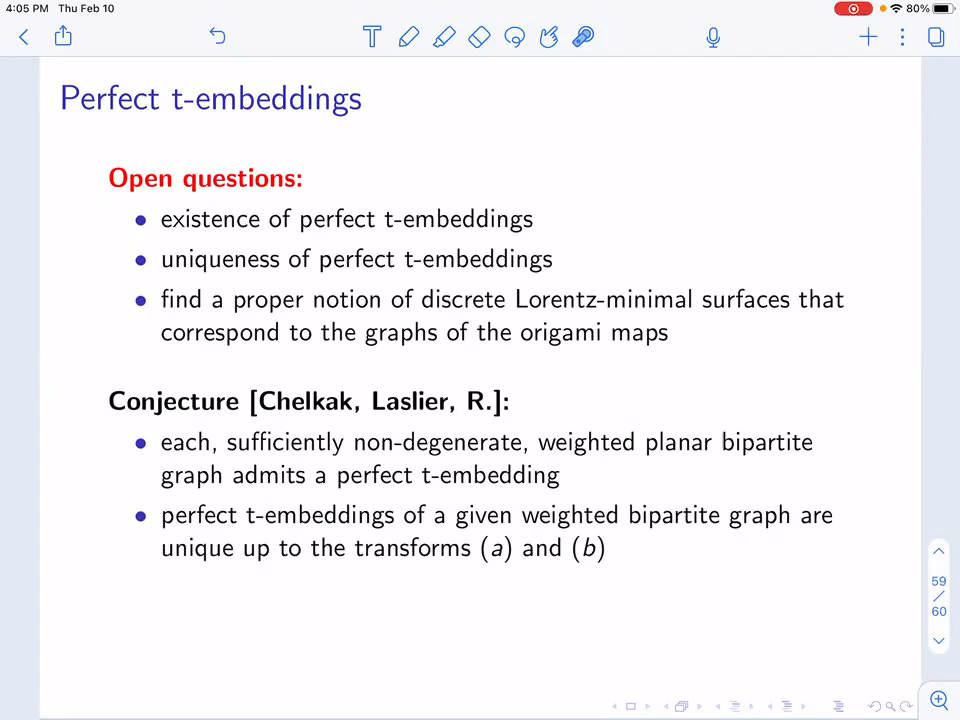 4:05 PM Thu Feb 10
80%
Perfect t-embeddings
Open questions:
• existence of perfect t-embeddings
• uniqueness of perfect t-embeddings
• find a proper notion of discrete Lorentz-minimal surfaces that
correspond to the graphs of the origami maps
Conjecture [Chelkak, Laslier, R.]:
• each, sufficiently non-degenerate, weighted planar bipartite
graph admits a perfect t-embedding
• perfect t-embeddings of a given weighted bipartite graph are
unique up to the transforms (a) and (b)
59
/
60